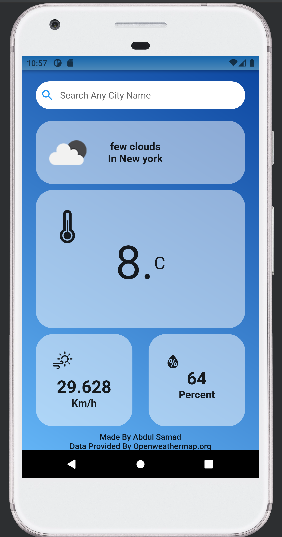 10:57
Search Any City Name
few clouds
In New york
8.C
%
29.628
Km/h
64
Percent
Made By Abdul Samad
Data Provided By Openweathermap.org